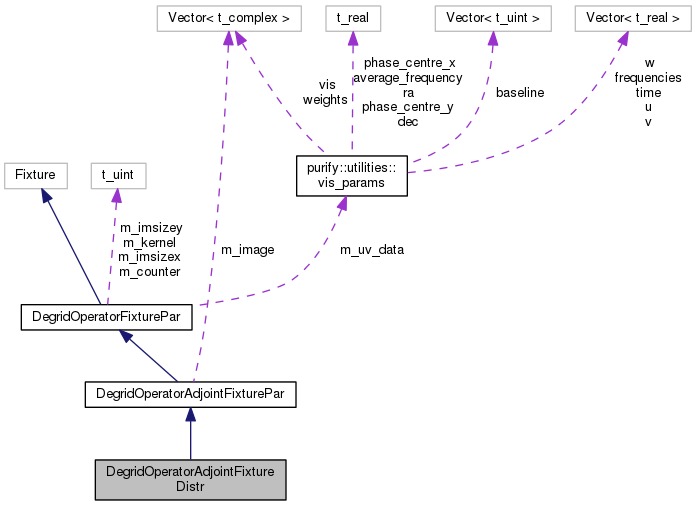 Vector< t_complex >
t_real
Vector< t_uint >
Vector< t_real >
vis
weights
phase_centre_x
average_frequency
ra
phase_centre_y
dec
baseline
w
frequencies
time
u
v
Fixture
t_uint
purify::utilities::
vis_params
m_imsizey
m_kernel
m_imsizex
m_counter
m_image
m_uv_data
DegridOperatorFixturePar
DegridOperatorAdjointFixturePar
DegridOperatorAdjointFixture
Distr